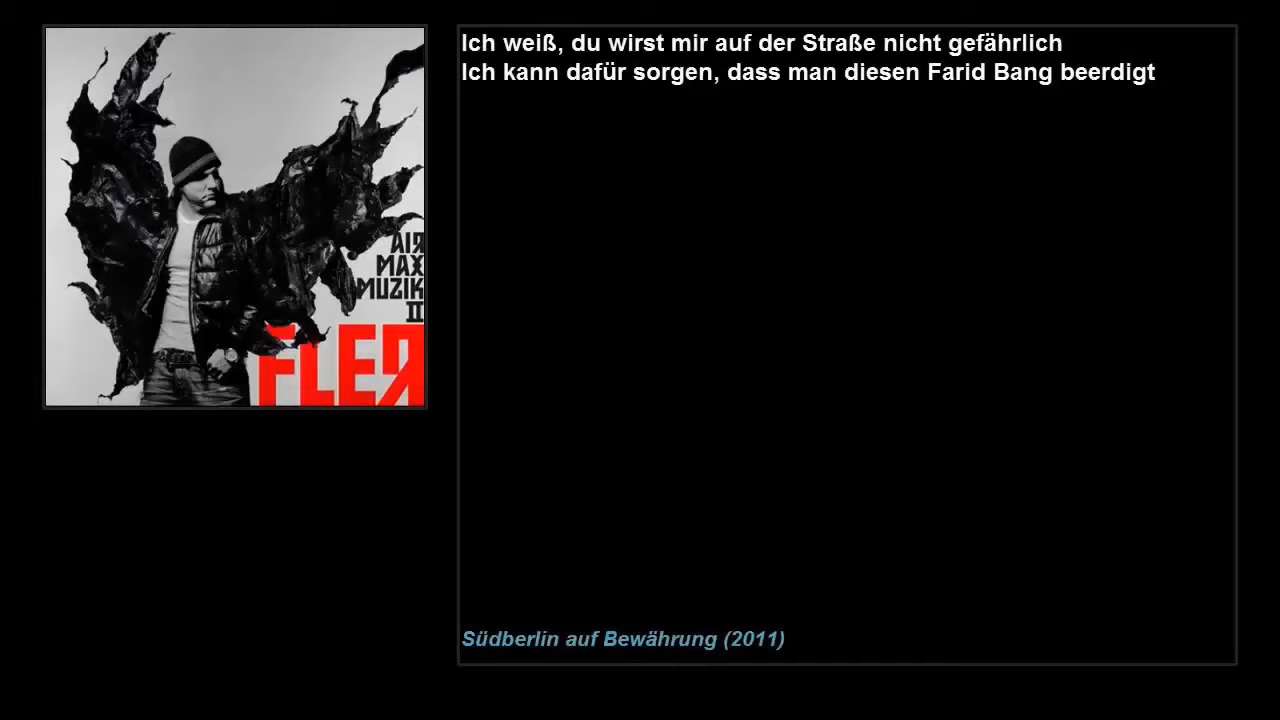 Ich weiß, du wirst mir auf der Straße nicht gefährlich
Ich kann dafür sorgen, dass man diesen Farid Bang beerdigt
AIR
MAX
MUZIK
II
FLER
Südberlin auf Bewährung (2011)